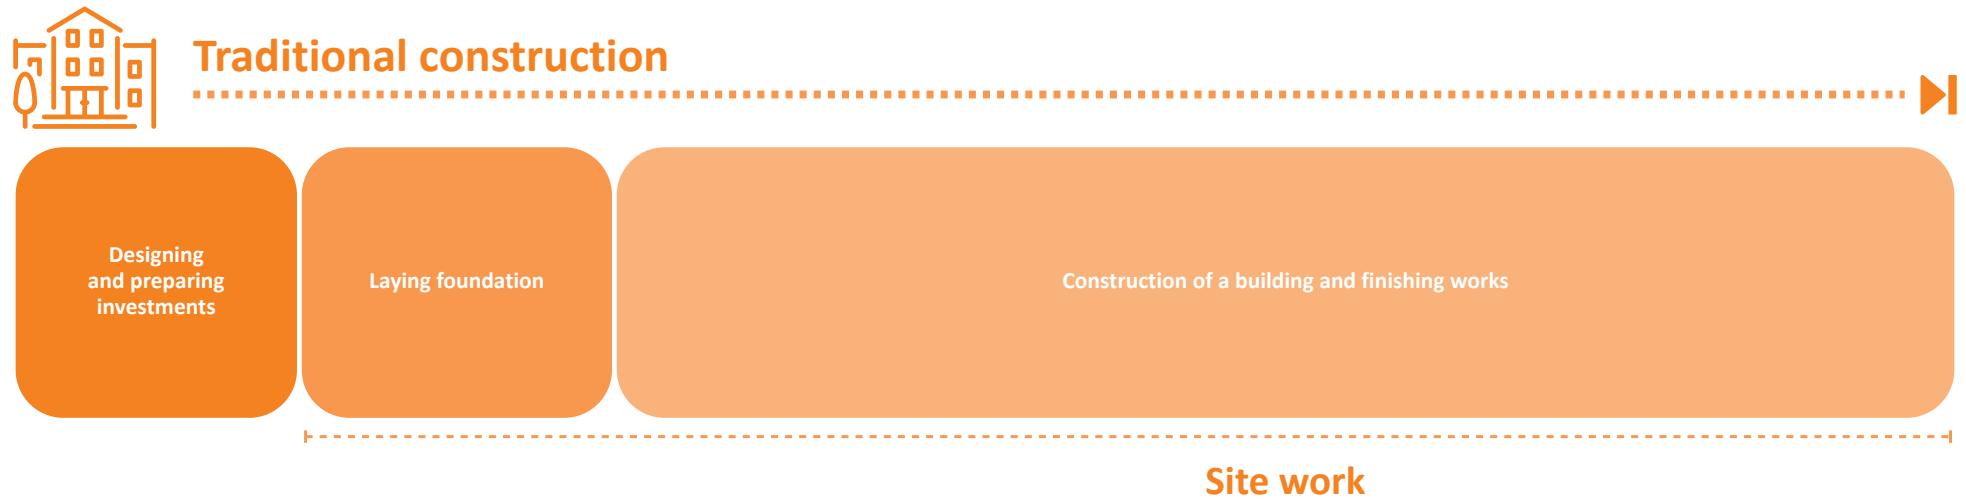 Traditional construction
Designing
and preparing
investments
Laying foundation
Construction of a building and finishing works
Site work